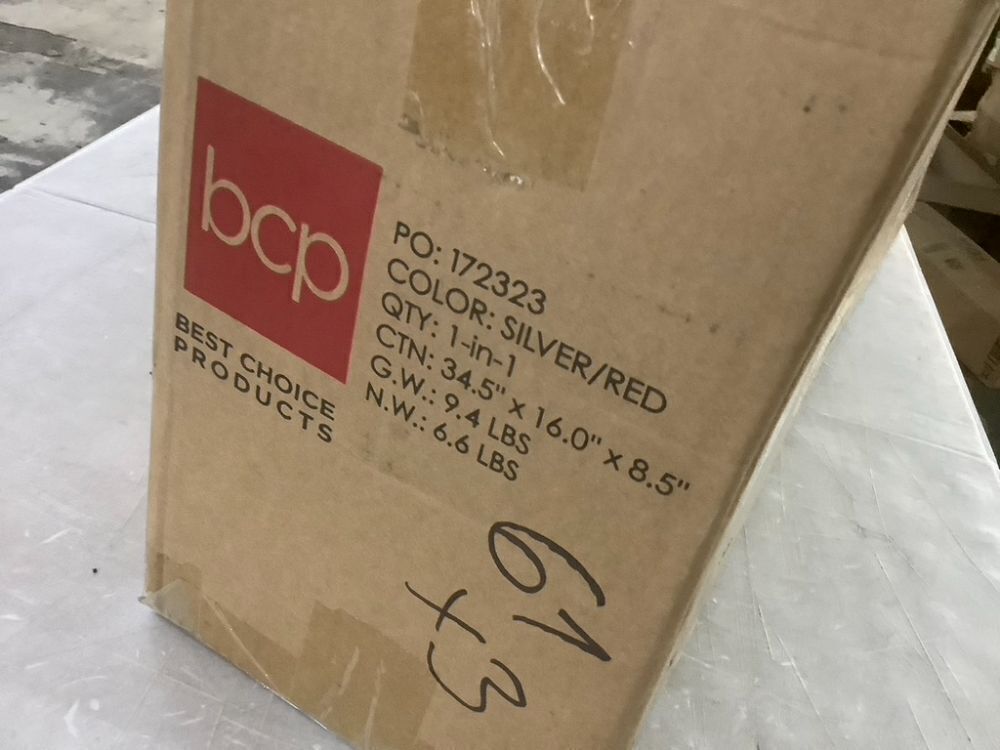 bcp
BEST CHOICE
PRODUCTS
PO: 172323
COLOR: SILVER/RED
QTY: 1-in-1
CTN: 34.5" x 16.0" x 8.5"
G.W.: 9.4 LBS
N.W.: 6.6 LBS
61
+3